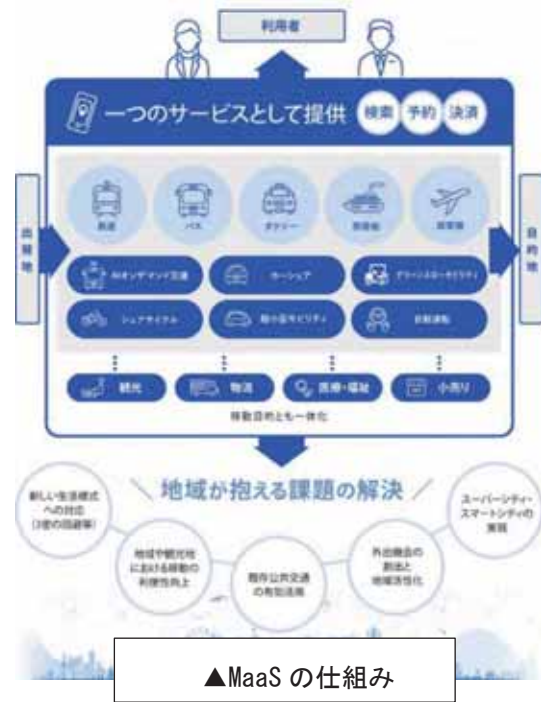 利用者
一つのサービスとして提供
検索
予約
決済
出発地
目的地
鉄道
バス
タクシー
旅客船
航空機
AIオンデマンド交通
カーシェア
グリーンスローモビリティ
シェアサイクル
超小型モビリティ
自動運転
観光
物流
医療・福祉
小売り
移動目的とも一体化
地域が抱える課題の解決
新しい生活様式
への対応
(3密の回避等)
地域や観光地
における移動の
利便性向上
既存公共交通
の有効活用
外出機会の
創出と
地域活性化
スーパーシティ・
スマートシティの
実現
▲MaaSの仕組み